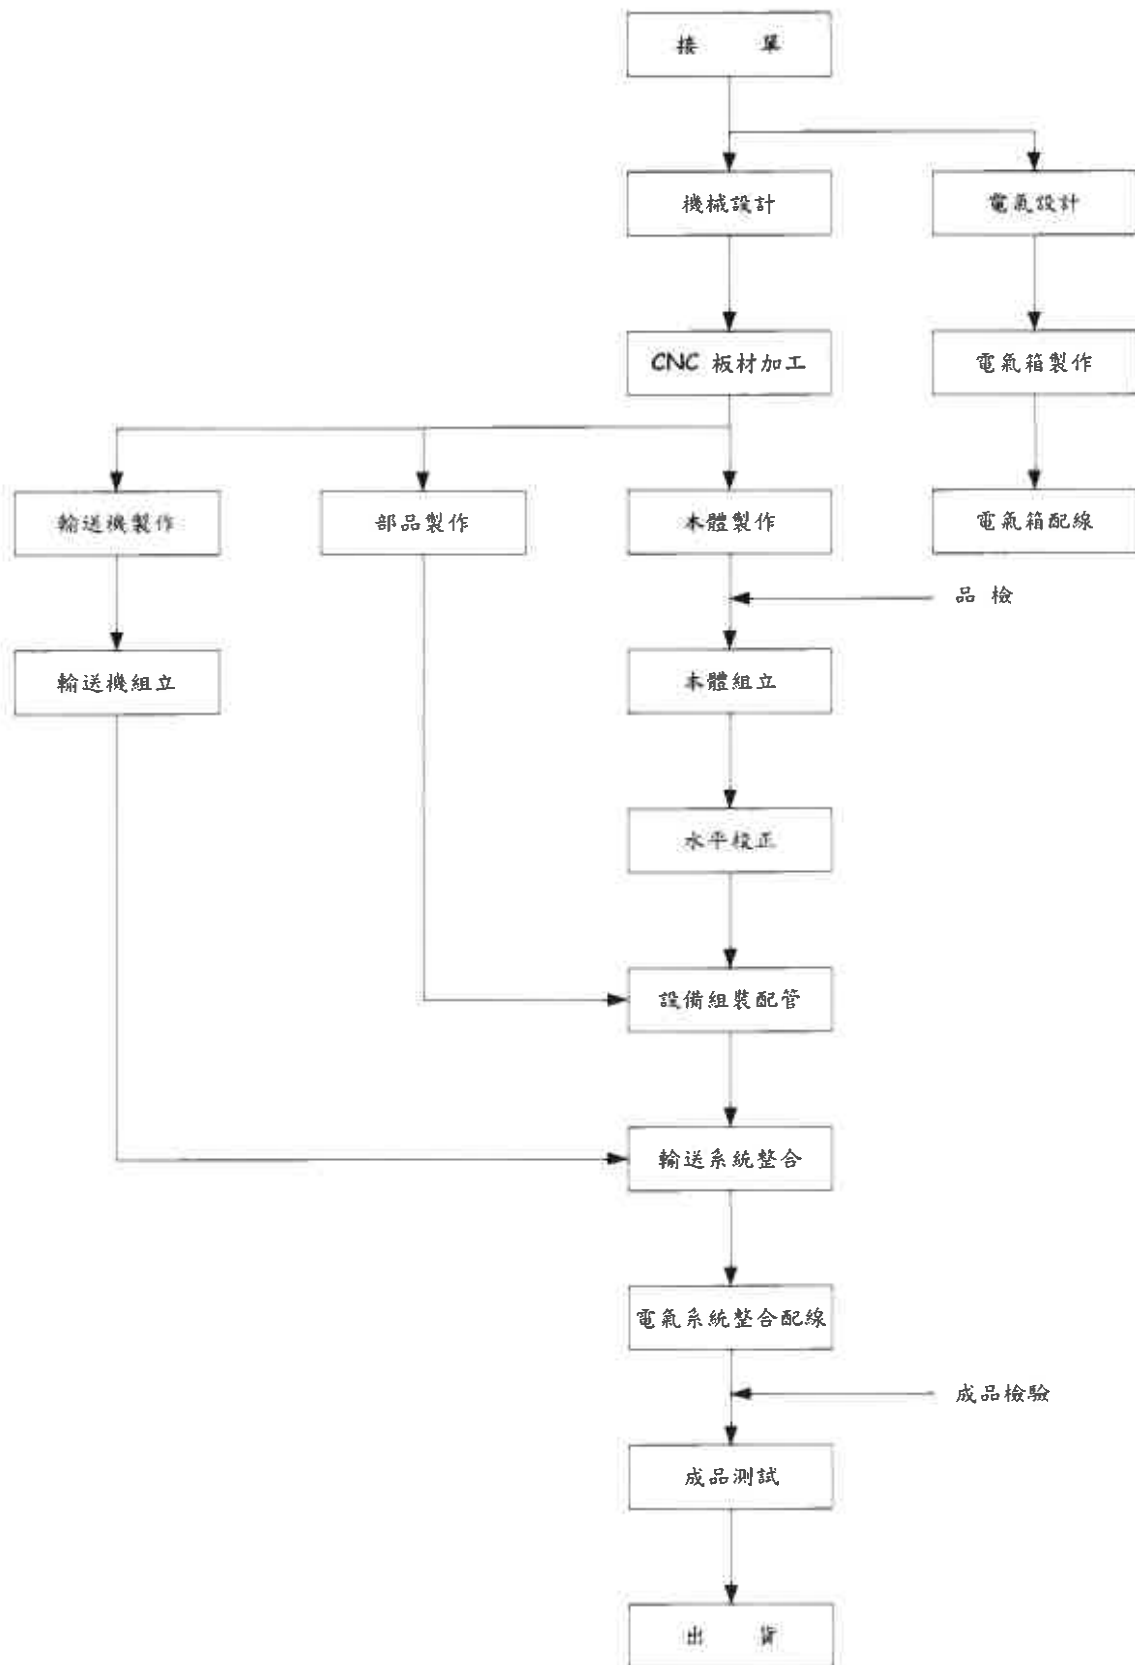 接 單
機械設計
電氣設計
CNC 板材加工
電氣箱製作
輸送機製作
部品製作
本體製作
電氣箱配線
品 檢
輸送機組立
本體組立
水平校正
設備組裝配管
輸送系統整合
電氣系統整合配線
成品檢驗
成品測試
出 貨